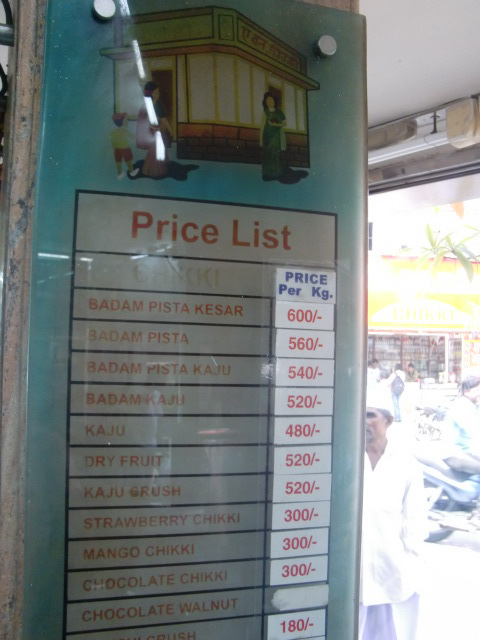 Price List
CHIKKI
PRICE
Per Kg.
BADAM PISTA KESAR 600/-
BADAM PISTA 560/-
BADAM PISTA KAJU 540/-
BADAM KAJU 520/-
KAJU 480/-
DRY FRUIT 520/-
KAJU CRUSH 520/-
STRAWBERRY CHIKKI 300/-
MANGO CHIKKI 300/-
CHOCOLATE CHIKKI 300/-
CHOCOLATE WALNUT
CRUSH 180/-